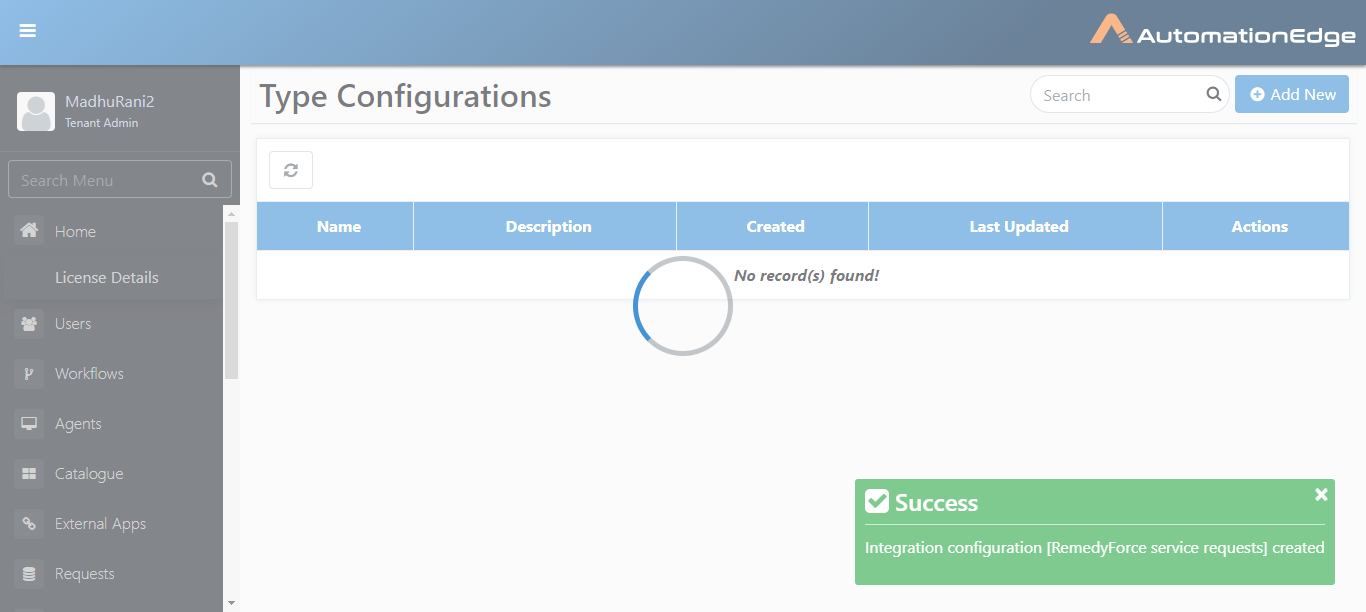 AutomationEdge
MadhuRani2
Tenant Admin
Search Menu
Home
License Details
Users
Workflows
Agents
Catalogue
External Apps
Requests
Type Configurations
Search
Add New
Name Description Created Last Updated Actions
No record(s) found!
Success
Integration configuration [RemedyForce service requests] created